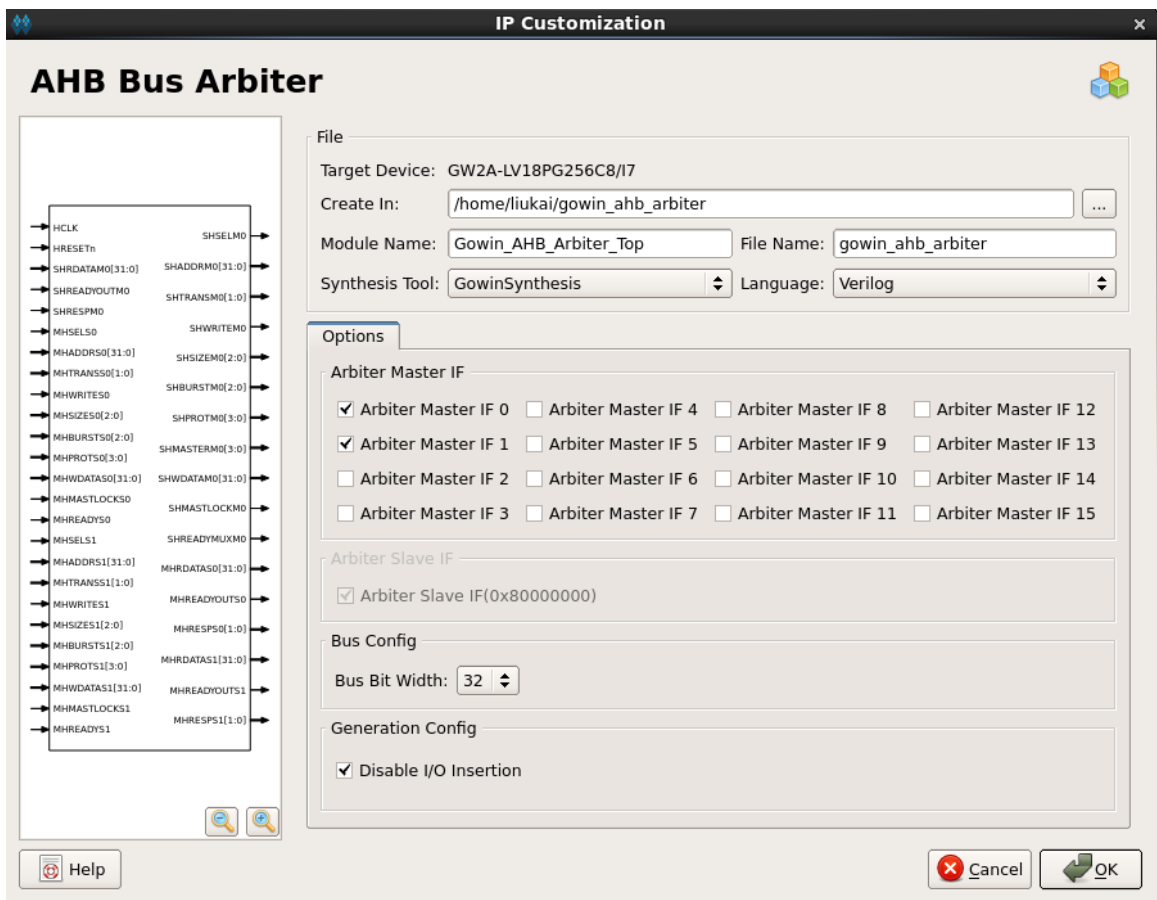 IP Customization
AHB Bus Arbiter
HCLK
HRESETn
SHRDATAM0[31:0]
SHREADYOUTM0
SHRESPM0
MHSELS0
MHADDRS0[31:0]
MHTRANSS0[1:0]
MHWRITES0
MHSIZES0[2:0]
MHBURSTS0[2:0]
MHPROTS0[3:0]
MHWDATAS0[31:0]
MHMASTLOCKS0
MHREADYS0
MHSELS1
MHADDRS1[31:0]
MHTRANSS1[1:0]
MHWRITES1
MHSIZES1[2:0]
MHBURSTS1[2:0]
MHPROTS1[3:0]
MHWDATAS1[31:0]
MHMASTLOCKS1
MHREADYS1
SHSELM0
SHADDRM0[31:0]
SHTRANSM0[1:0]
SHWRITEM0
SHSIZEM0[2:0]
SHBURSTM0[2:0]
SHPROTM0[3:0]
SHMASTERM0[3:0]
SHWDATAM0[31:0]
SHMASTLOCKM0
SHREADYMUXM0
MHRDATAS0[31:0]
MHREADYOUTS0
MHRESPS0[1:0]
MHRDATAS1[31:0]
MHREADYOUTS1
MHRESPS1[1:0]
File
Target Device: GW2A-LV18PG256C8/I7
Create In: /home/liukai/gowin_ahb_arbiter ...
Module Name: Gowin_AHB_Arbiter_Top File Name: gowin_ahb_arbiter
Synthesis Tool: GowinSynthesis Language: Verilog
Options
Arbiter Master IF
Arbiter Master IF 0 Arbiter Master IF 4 Arbiter Master IF 8 Arbiter Master IF 12
Arbiter Master IF 1 Arbiter Master IF 5 Arbiter Master IF 9 Arbiter Master IF 13
Arbiter Master IF 2 Arbiter Master IF 6 Arbiter Master IF 10 Arbiter Master IF 14
Arbiter Master IF 3 Arbiter Master IF 7 Arbiter Master IF 11 Arbiter Master IF 15
Arbiter Slave IF
Arbiter Slave IF(0x80000000)
Bus Config
Bus Bit Width: 32
Generation Config
Disable I/O Insertion
Help Cancel OK